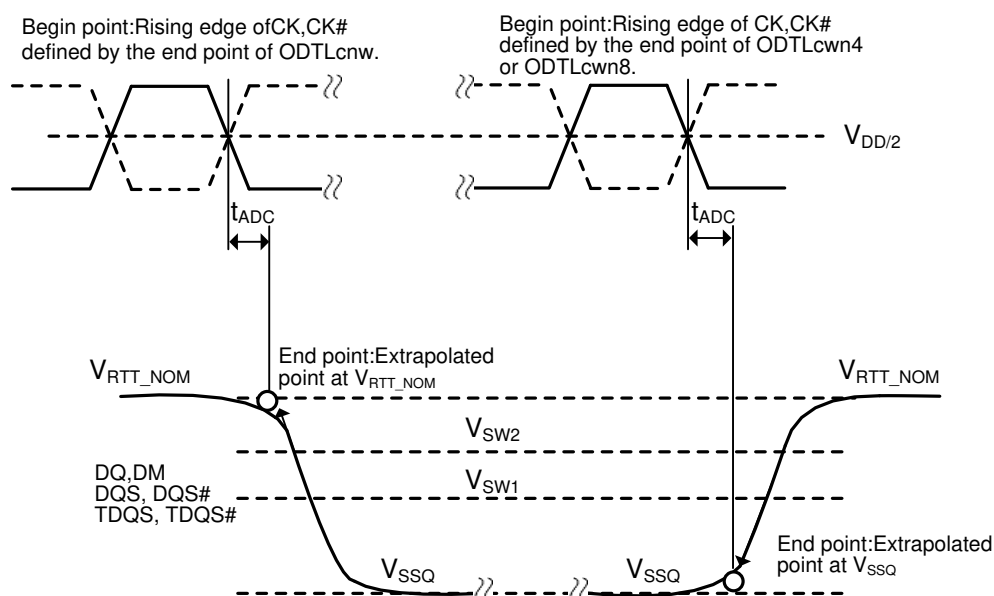 Begin point:Rising edge ofCK,CK#
defined by the end point of ODTLcnw.
Begin point:Rising edge of CK,CK#
defined by the end point of ODTLcwn4
or ODTLcwn8.
VDD/2
tADC
tADC
VRTT_NOM
End point:Extrapolated
point at VRTT_NOM
VRTT_NOM
VSW2
DQ,DM
DQS, DQS#
TDQS, TDQS#
VSW1
VSSQ
VSSQ
End point:Extrapolated
point at VSSQ